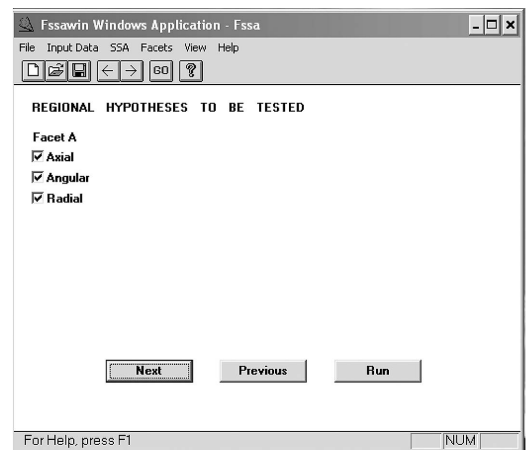 Fssawin Windows Application - Fssa
File Input Data SSA Facets View Help
GO ?
REGIONAL HYPOTHESES TO BE TESTED
Facet A
Axial
Angular
Radial
Next Previous Run
For Help, press F1 NUM